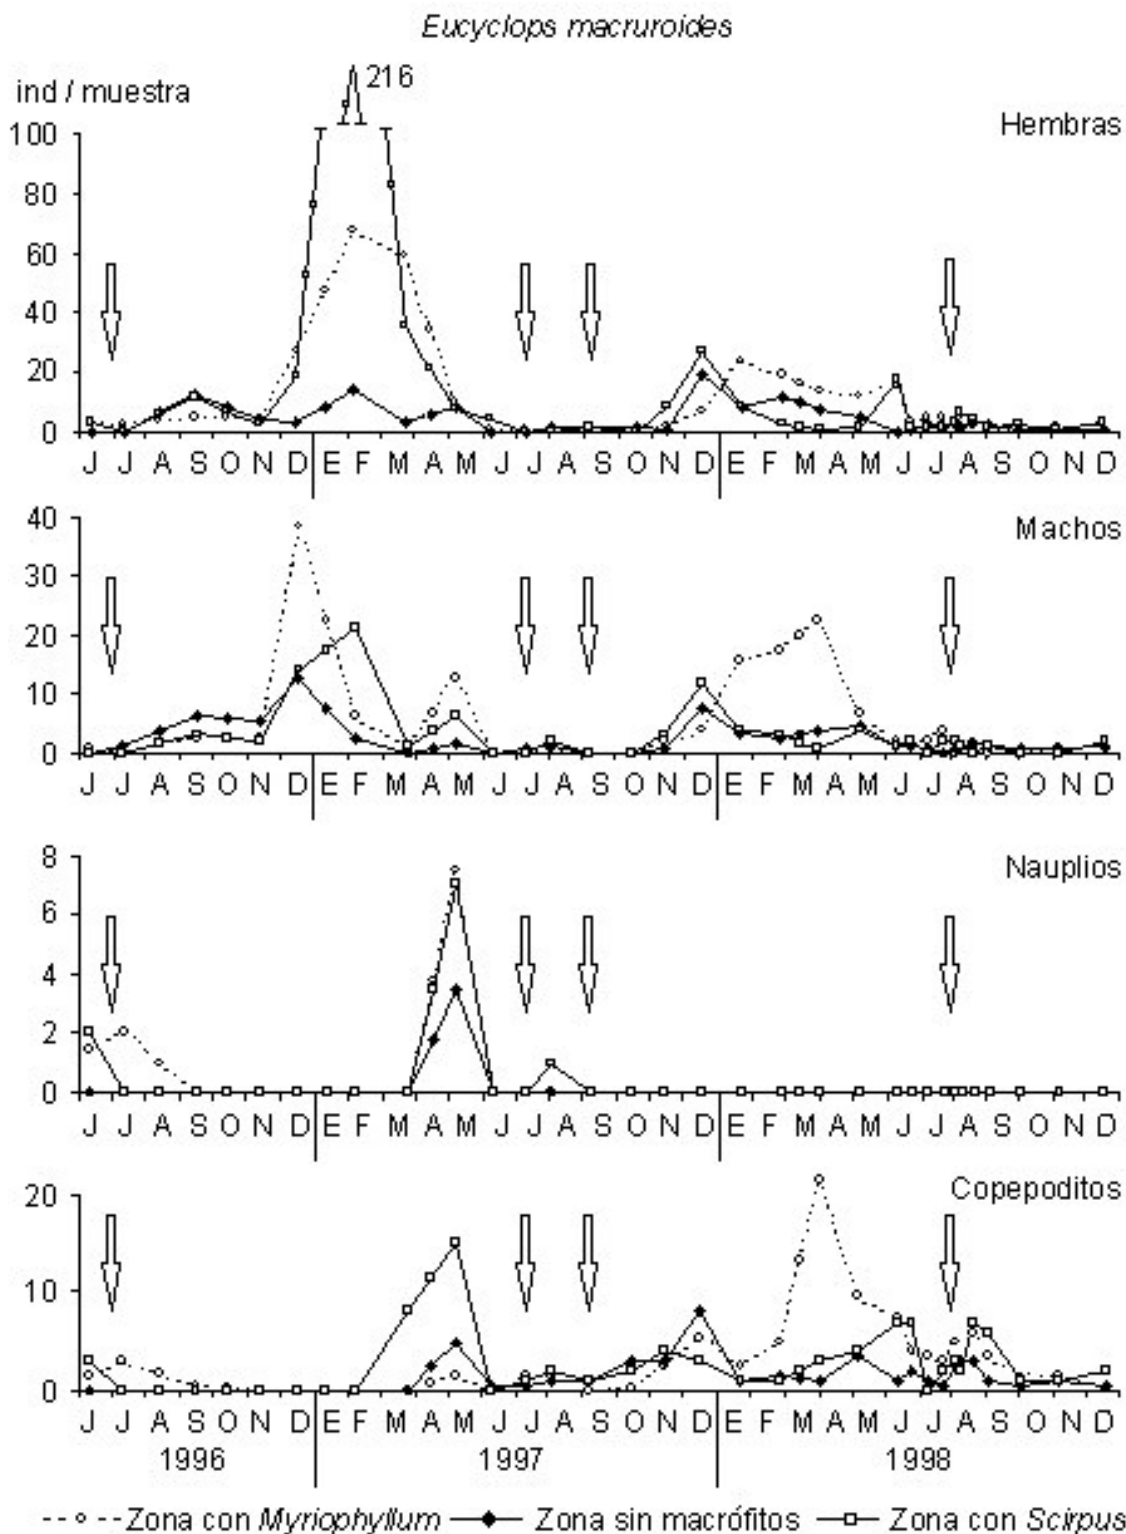 Eucyclops macruroides
216
ind / muestra
Hembras
100
80
60
40
20
0
J J A S O N D E F M A M J J A S O N D E F M A M J J A S O N D
40
Machos
30
20
10
0
J J A S O N D E F M A M J J A S O N D E F M A M J J A S O N D
8
Nauplios
6
4
2
0
J J A S O N D E F M A M J J A S O N D E F M A M J J A S O N D
20
Copepoditos
10
0
J J A S O N D E F M A M J J A S O N D E F M A M J J A S O N D
1996 1997 1998
Zona con Myriophyllum Zona sin macrófitos Zona con Scirpus